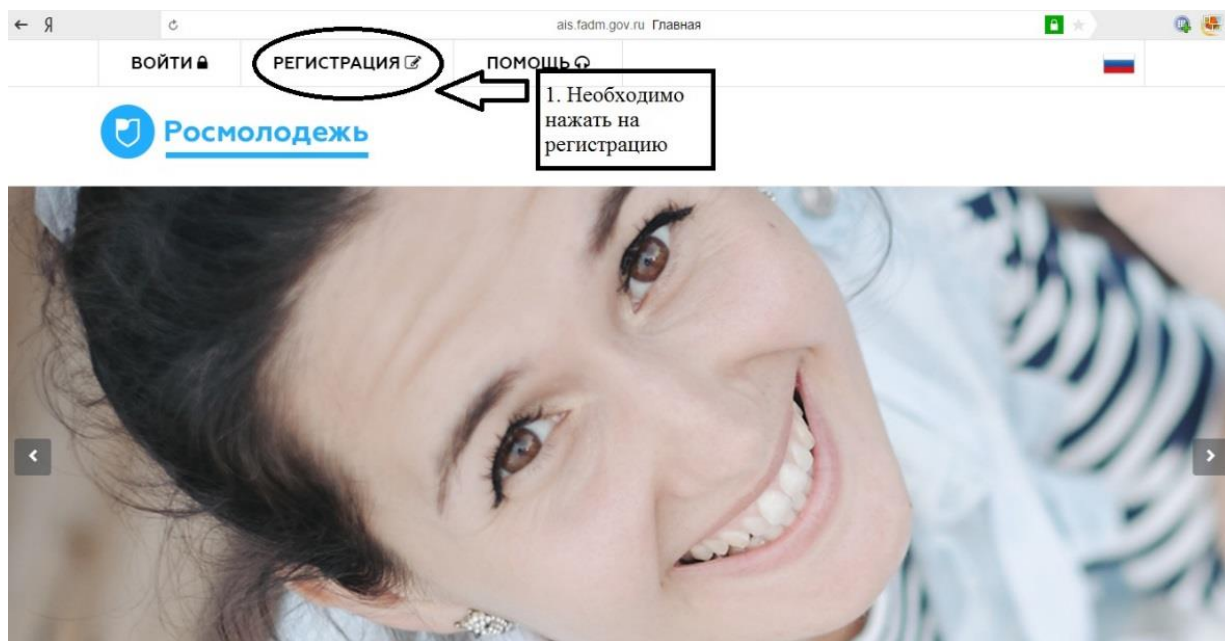 Я ais.fadm.gov.ru Главная
ВОЙТИ РЕГИСТРАЦИЯ ПОМОЩЬ
1. Необходимо
нажать на
регистрацию
Росмолодежь